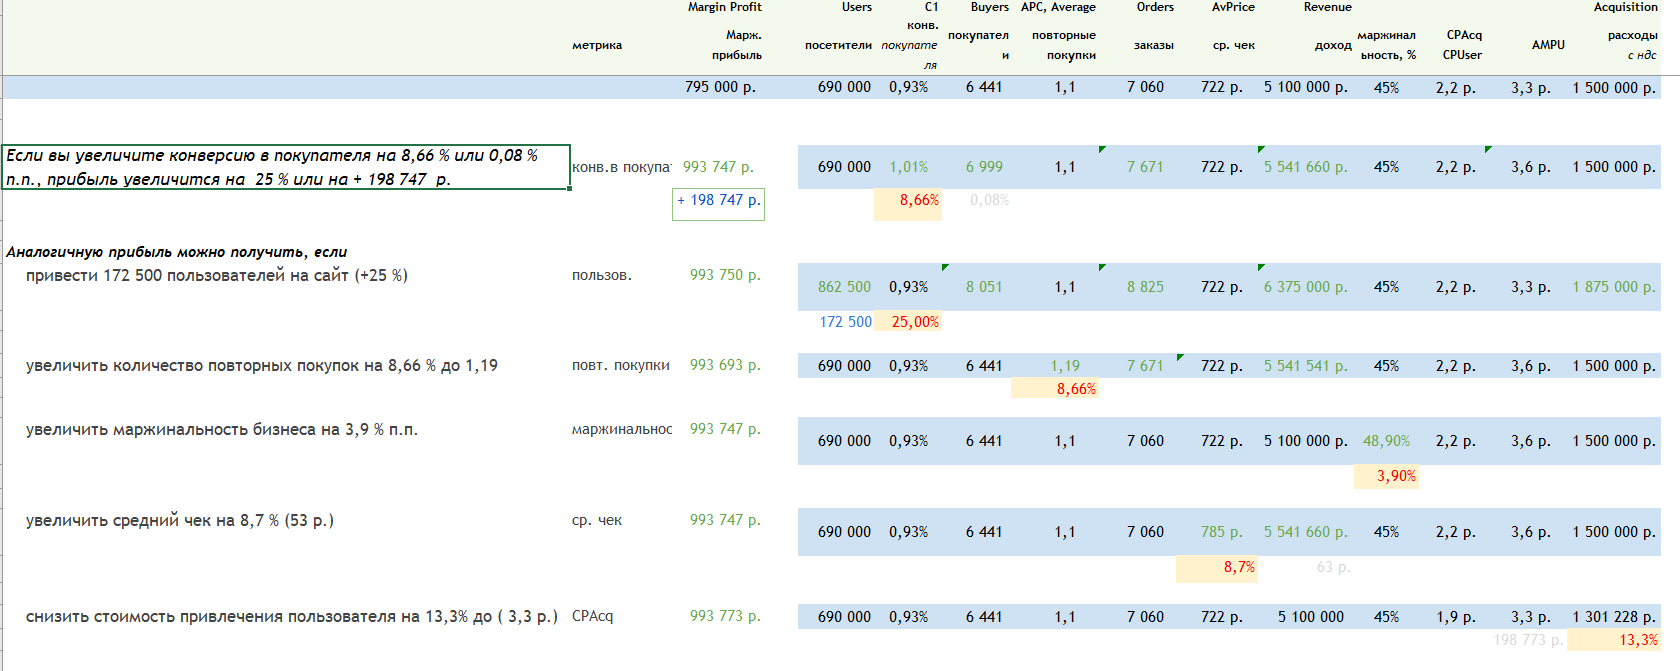 Margin Profit Users C1 Buyers APC, Average Orders AvPrice Revenue Acquisition
метрика Марж. прибыль посетители конв. покупателя покупатели повторные покупки заказы ср. чек доход маржинальность, % CPAcq CPUser AMPU расходы с ндс
795 000 р. 690 000 0,93% 6 441 1,1 7 060 722 р. 5 100 000 р. 45% 2,2 р. 3,3 р. 1 500 000 р.
Если вы увеличите конверсию в покупателя на 8,66 % или 0,08 %
п.п., прибыль увеличится на 25 % или на + 198 747 р.
конв.в покупа 993 747 р. 690 000 1,01% 6 999 1,1 7 671 722 р. 5 541 660 р. 45% 2,2 р. 3,6 р. 1 500 000 р.
+ 198 747 р. 8,66% 0,08%
Аналогичную прибыль можно получить, если
привести 172 500 пользователей на сайт (+25 %) пользов. 993 750 р. 862 500 0,93% 8 051 1,1 8 825 722 р. 6 375 000 р. 45% 2,2 р. 3,3 р. 1 875 000 р.
172 500 25,00%
увеличить количество повторных покупок на 8,66 % до 1,19 повт. покупки 993 693 р. 690 000 0,93% 6 441 1,19 7 671 722 р. 5 541 541 р. 45% 2,2 р. 3,6 р. 1 500 000 р.
8,66%
увеличить маржинальность бизнеса на 3,9 % п.п. маржинальнос 993 747 р. 690 000 0,93% 6 441 1,1 7 060 722 р. 5 100 000 р. 48,90% 2,2 р. 3,6 р. 1 500 000 р.
3,90%
увеличить средний чек на 8,7 % (53 р.) ср. чек 993 747 р. 690 000 0,93% 6 441 1,1 7 060 785 р. 5 541 660 р. 45% 2,2 р. 3,6 р. 1 500 000 р.
8,7% 63 р.
снизить стоимость привлечения пользователя на 13,3% до ( 3,3 р.) CPAcq 993 773 р. 690 000 0,93% 6 441 1,1 7 060 722 р. 5 100 000 45% 1,9 р. 3,3 р. 1 301 228 р.
198 773 р. 13,3%